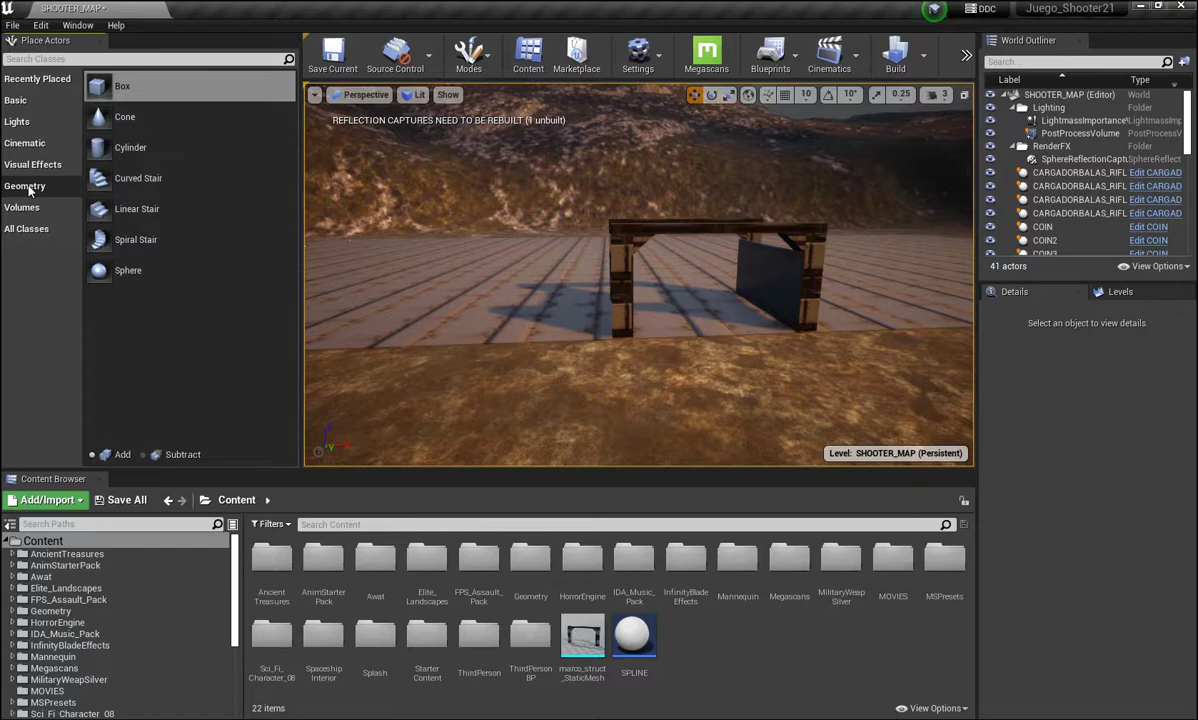 SHOOTER_MAP*
DDC
Juego_Shooter21
File Edit Window Help
Place Actors
Search Classes
Recently Placed
Basic
Lights
Cinematic
Visual Effects
Geometry
Volumes
All Classes
Box
Cone
Cylinder
Curved Stair
Linear Stair
Spiral Stair
Sphere
Add Subtract
Save Current Source Control Modes Content Marketplace Settings Megascans Blueprints Cinematics Build
Perspective Lit Show 10 10° 0.25 3
REFLECTION CAPTURES NEED TO BE REBUILT (1 unbuilt)
Level: SHOOTER_MAP (Persistent)
World Outliner
Search...
Label Type
SHOOTER_MAP (Editor) World
Lighting Folder
LightmassImportance LightmassImp
PostProcessVolume PostProcessV
RenderFX Folder
SphereReflectionCaptu SphereReflect
CARGADORBALAS_RIFL Edit CARGAD
CARGADORBALAS_RIFL Edit CARGAD
CARGADORBALAS_RIFL Edit CARGAD
CARGADORBALAS_RIFL Edit CARGAD
COIN Edit COIN
COIN2 Edit COIN
COIN3 Edit COIN
41 actors View Options
Details Levels
Select an object to view details.
Content Browser
Add/Import Save All Content
Search Paths
Filters Search Content
Content
AncientTreasures
AnimStarterPack
Awat
Elite_Landscapes
FPS_Assault_Pack
Geometry
HorrorEngine
IDA_Music_Pack
InfinityBladeEffects
Mannequin
Megascans
MilitaryWeapSilver
MOVIES
MSPresets
Sci_Fi_Character_08
Ancient Treasures
AnimStarter Pack
Awat
Elite_ Landscapes
FPS_Assault_ Pack
Geometry
HorrorEngine
IDA_Music_ Pack
InfinityBlade Effects
Mannequin
Megascans
MilitaryWeap Silver
MOVIES
MSPresets
Sci_Fi_ Character_08
Spaceship Interior
Splash
Starter Content
ThirdPerson
ThirdPerson BP
marco_struct _StaticMesh
SPLINE
22 items View Options